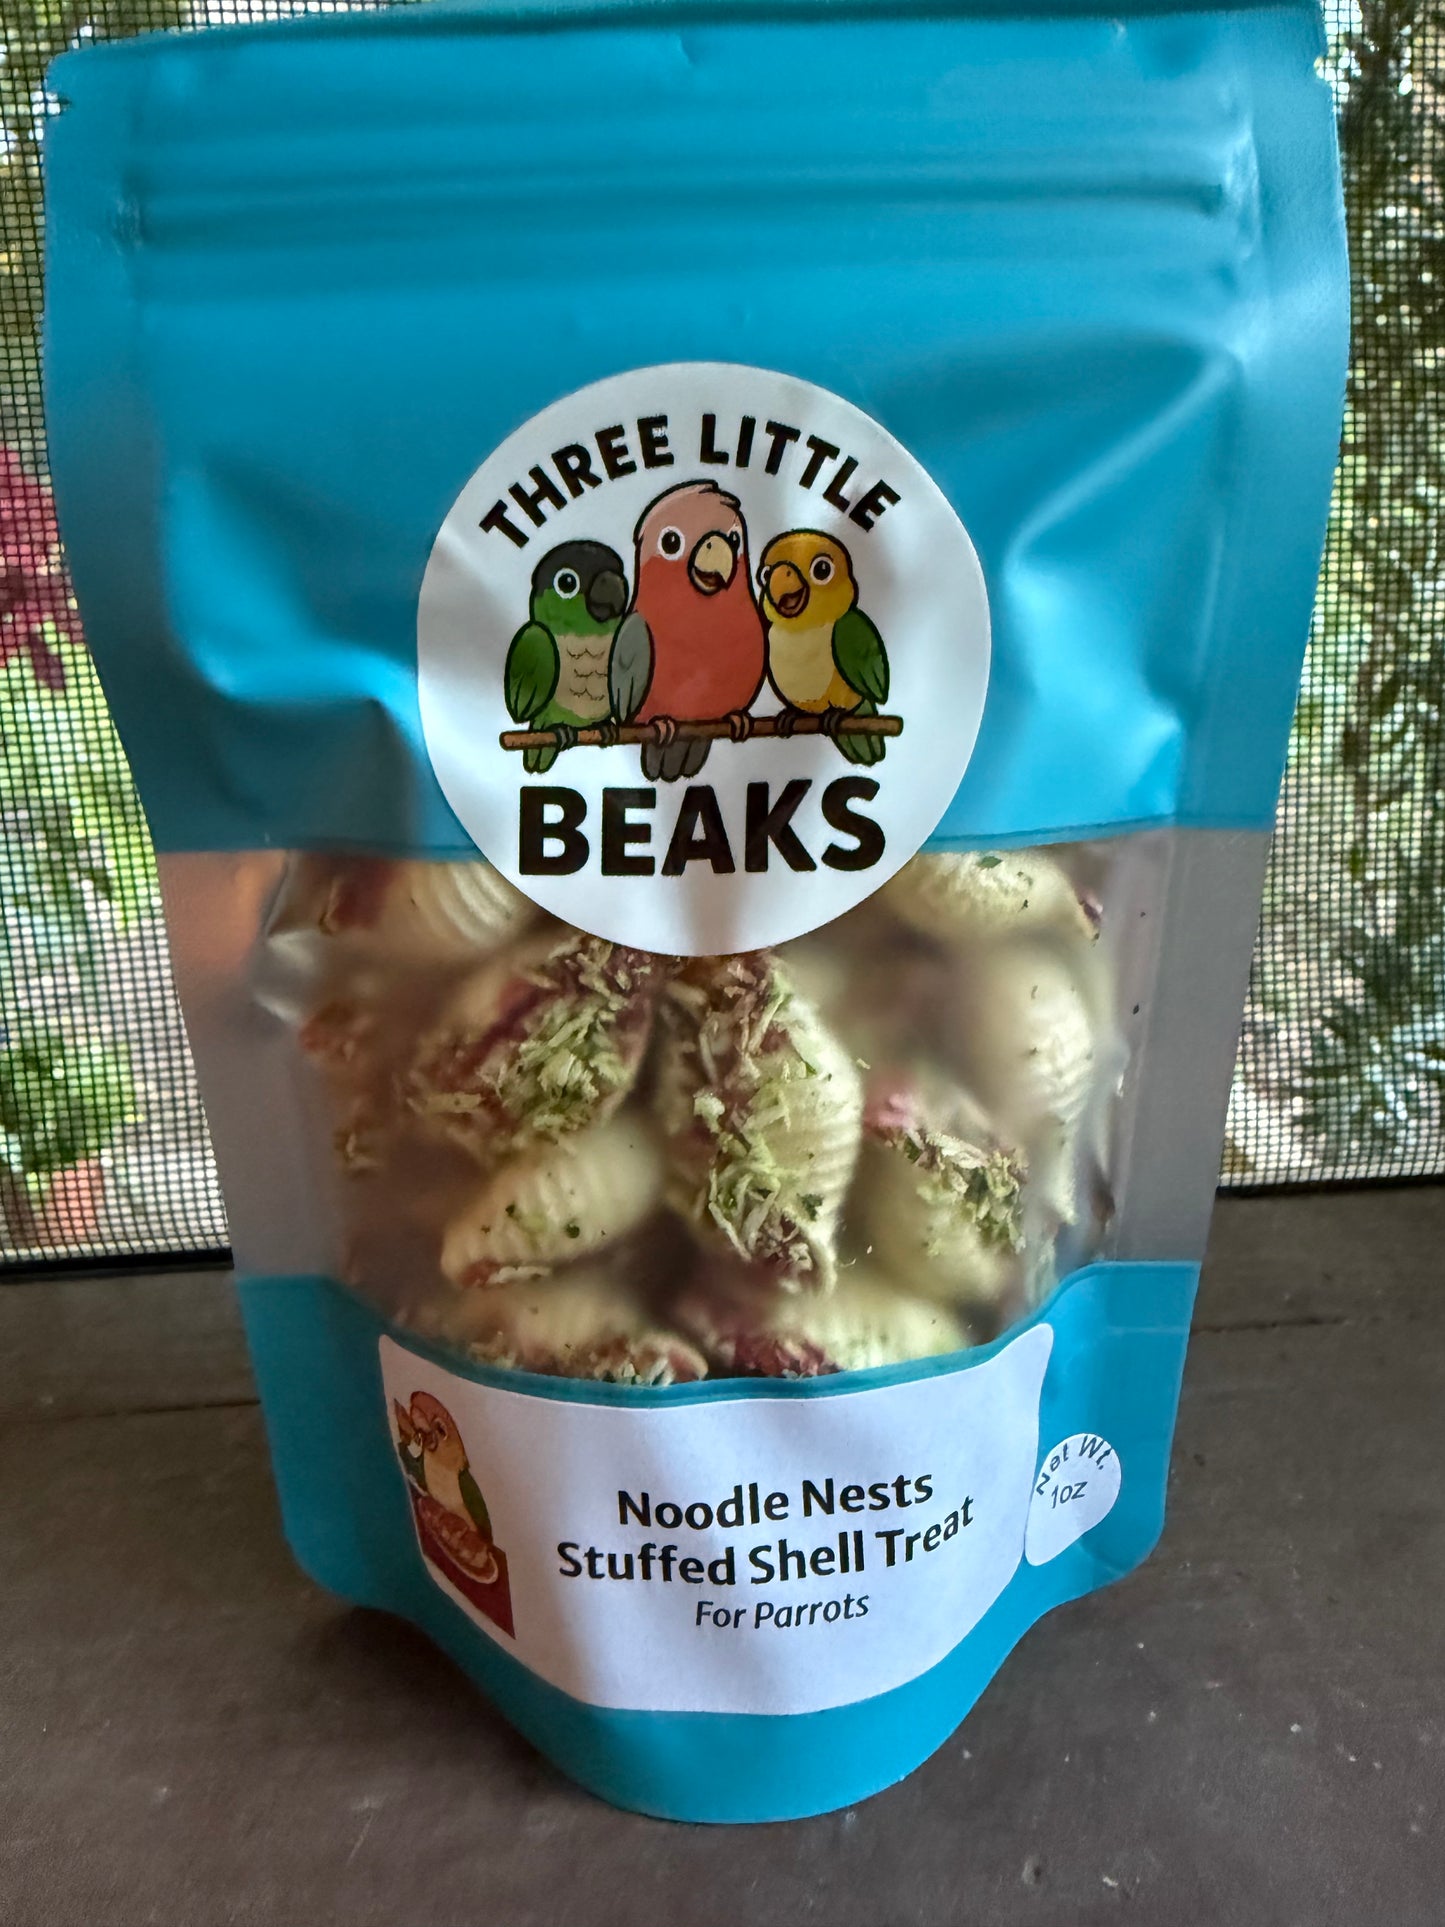 THREE LITTLE
BEAKS
Noodle Nests
Stuffed Shell Treat
For Parrots
Net Wt.
1oz